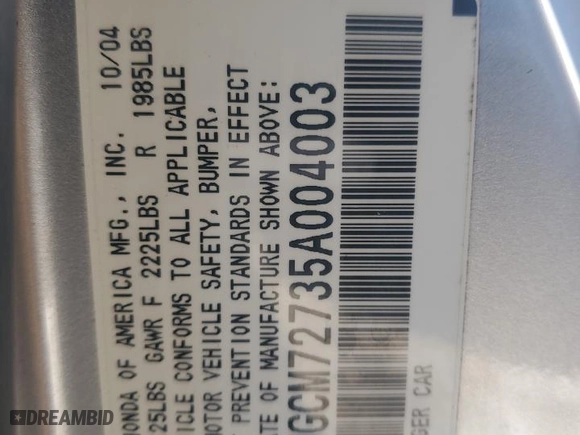 ONDA OF AMERICA MFG., INC. 10/04
25LBS GAWR F 2225LBS R 1985LBS
ICLE CONFORMS TO ALL APPLICABLE
OTOR VEHICLE SAFETY, BUMPER,
PREVENTION STANDARDS IN EFFECT
TE OF MANUFACTURE SHOWN ABOVE:
GCM72735A004003
GER CAR
DREAMBID